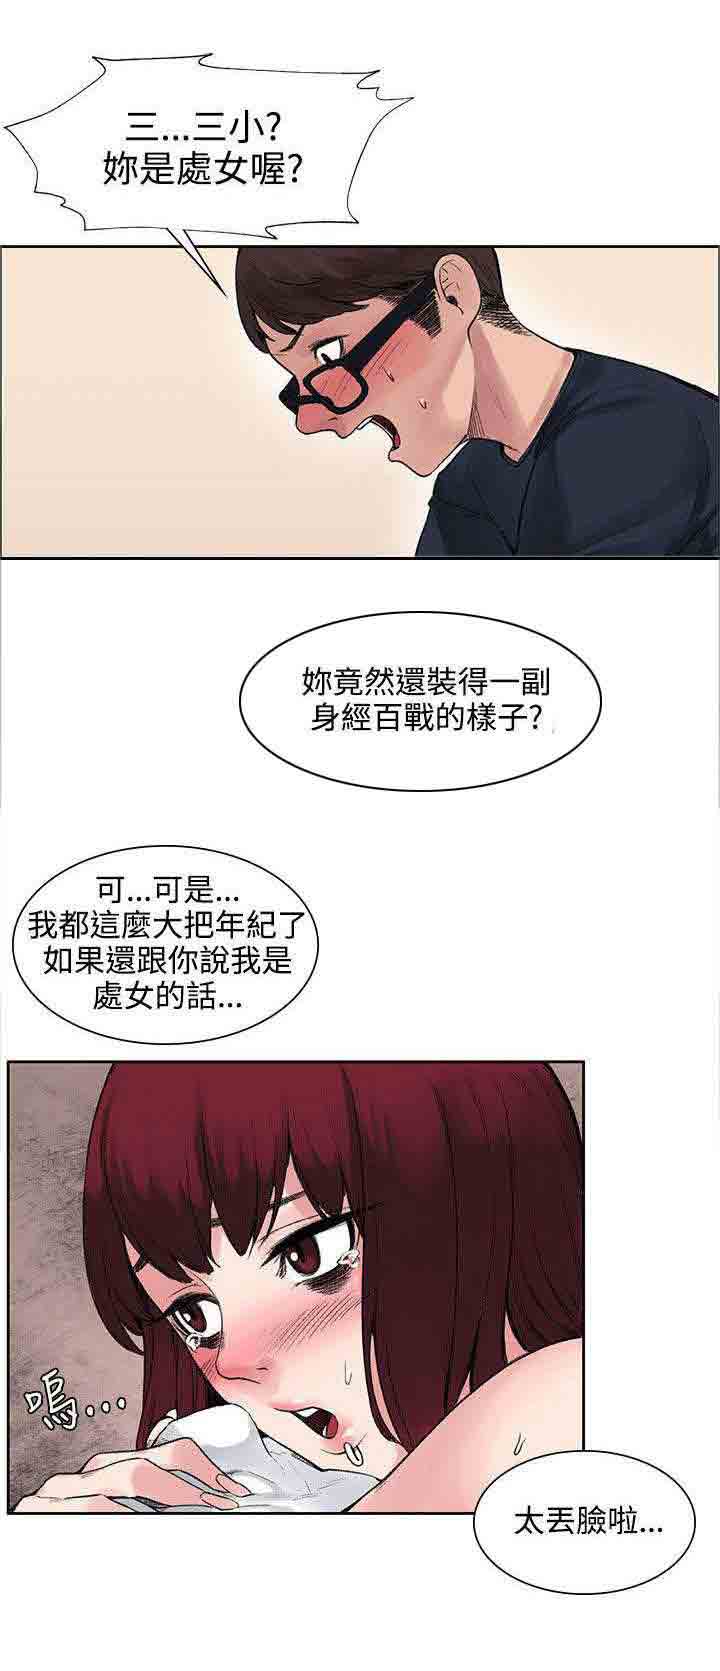 三...三小?
妳是處女喔?
妳竟然還裝得一副
身經百戰的樣子?
可...可是...
我都這麼大把年紀了
如果還跟你說我是
處女的話...
嗚...
太丟臉啦...